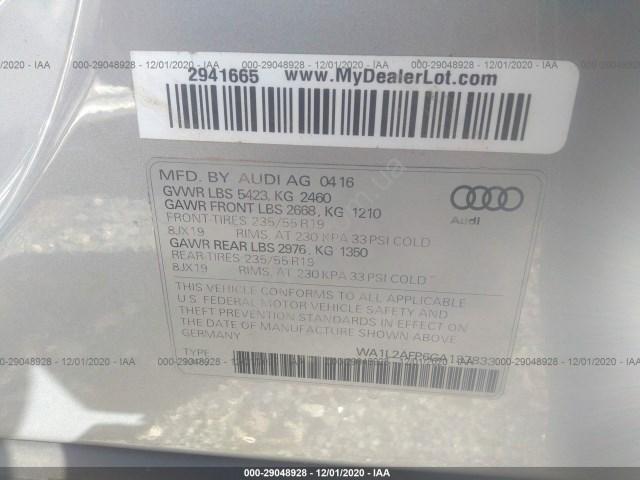 000-29048928 - 12/01/2020 - IAA
2941665 www.MyDealerLot.com
MFD. BY AUDI AG 04 16
GVWR LBS 5423, KG 2460
GAWR FRONT LBS 2668, KG 1210
FRONT-TIRES 235/55 R19
8JX19 RIMS, AT 230 KPA 33 PSI COLD
GAWR REAR LBS 2976, KG 1350
REAR-TIRES 235/55 R19
8JX19 RIMS, AT 230 KPA 33 PSI COLD
Audi
THIS VEHICLE CONFORMS TO ALL APPLICABLE
U.S. FEDERAL MOTOR VEHICLE SAFETY AND
THEFT PREVENTION STANDARDS IN EFFECT ON
THE DATE OF MANUFACTURE SHOWN ABOVE
GERMANY
TYPE:
000-29048928 - 12/01/2020 - IAA
000-29048928 - 12/01/2020 - IAA